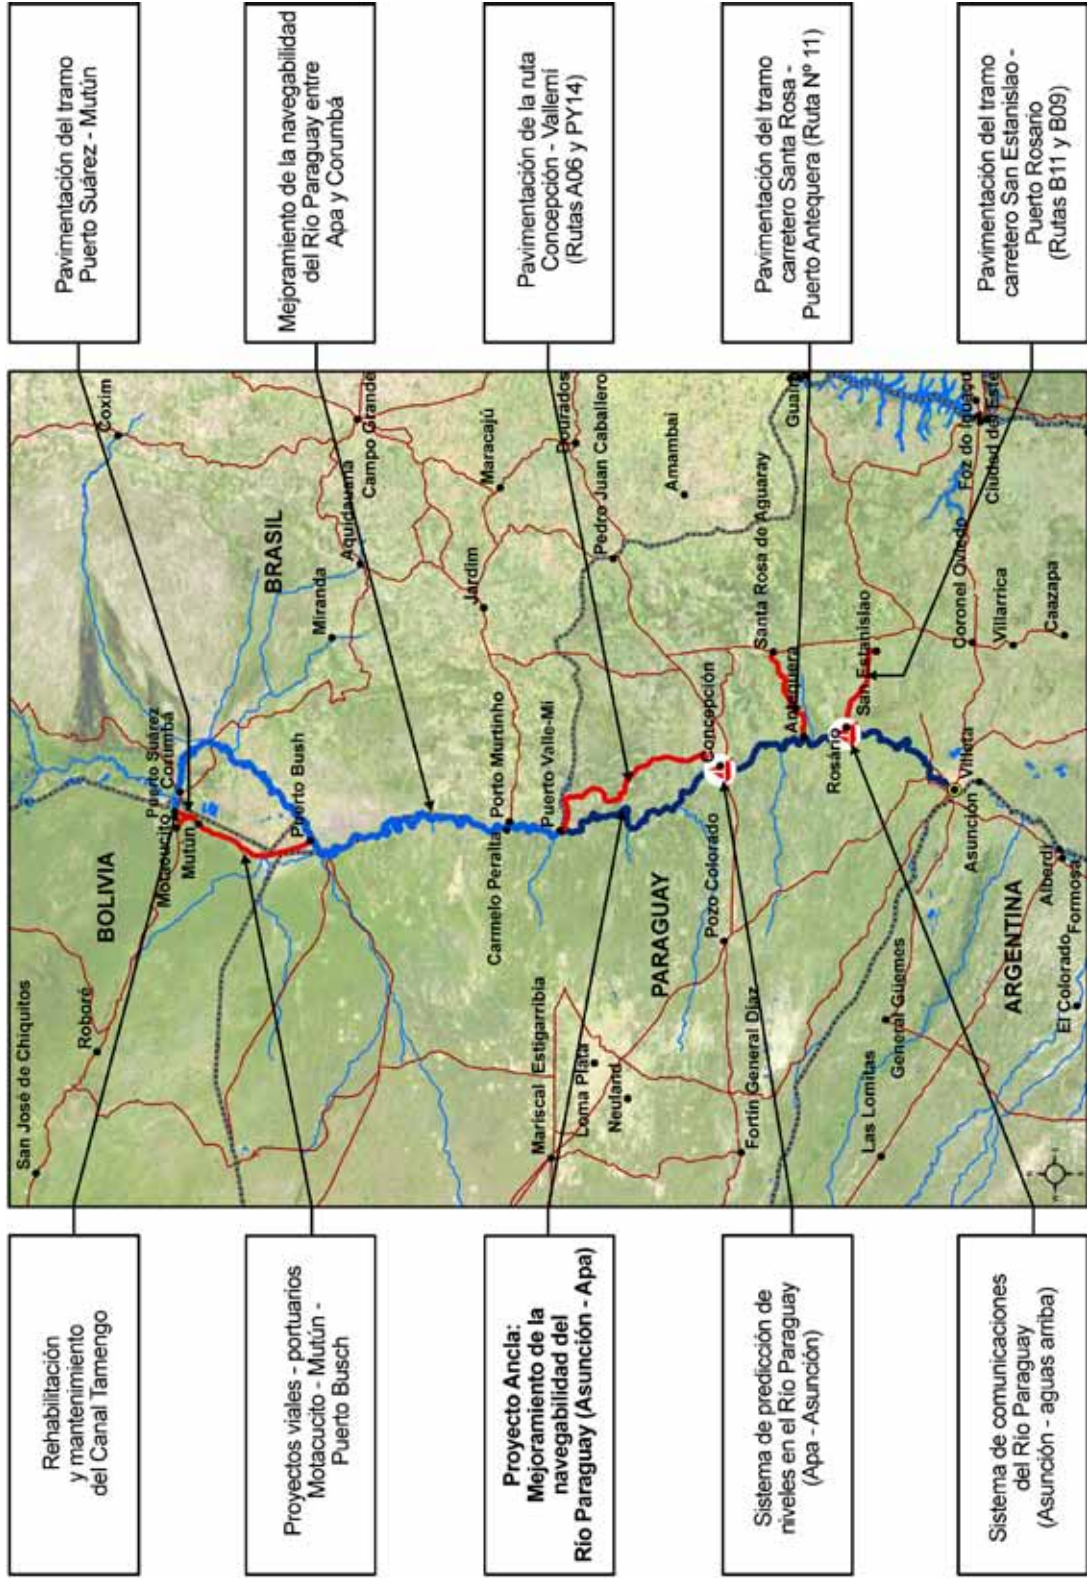 Rehabilitación
y mantenimiento
del Canal Tamengo
Proyectos viales - portuarios
Motacucito - Mutún -
Puerto Busch
Proyecto Ancla:
Mejoramiento de la
navegabilidad del
Río Paraguay (Asunción - Apa)
Sistema de predicción de
niveles en el Río Paraguay
(Apa - Asunción)
Sistema de comunicaciones
del Río Paraguay
(Asunción - aguas arriba)
San José de Chiquitos
Roboré
BOLIVIA
Coxim
Puerto Suárez
Corumbá
Motacucito
Mutún
BRASIL
Puerto Bush
Miranda
Aquidauana
Campo Grande
Jardim
Maracajú
Carmelo Peralta
Porto Murtinho
Mariscal Estigarribia
Puerto Valle-Mi
Dourados
Loma Plata
Neuland
Pedro Juan Caballero
PARAGUAY
Amambai
Pozo Colorado
Concepción
Fortín General Díaz
Santa Rosa de Aguaray
Antequera
Guaira
Rosário
San Estanislao
Las Lomitas
General Güemes
Asunción
Villeta
Coronel Oviedo
Foz do Iguaçu
Ciudad del Este
Villarrica
ARGENTINA
Alberdi
Caazapa
El Colorado
Formosa
Pavimentación del tramo
Puerto Suárez - Mutún
Mejoramiento de la navegabilidad
del Río Paraguay entre
Apa y Corumbá
Pavimentación de la ruta
Concepción - Vallemí
(Rutas A06 y PY14)
Pavimentación del tramo
carretero Santa Rosa -
Puerto Antequera (Ruta Nº 11)
Pavimentación del tramo
carretero San Estanislao -
Puerto Rosario
(Rutas B11 y B09)